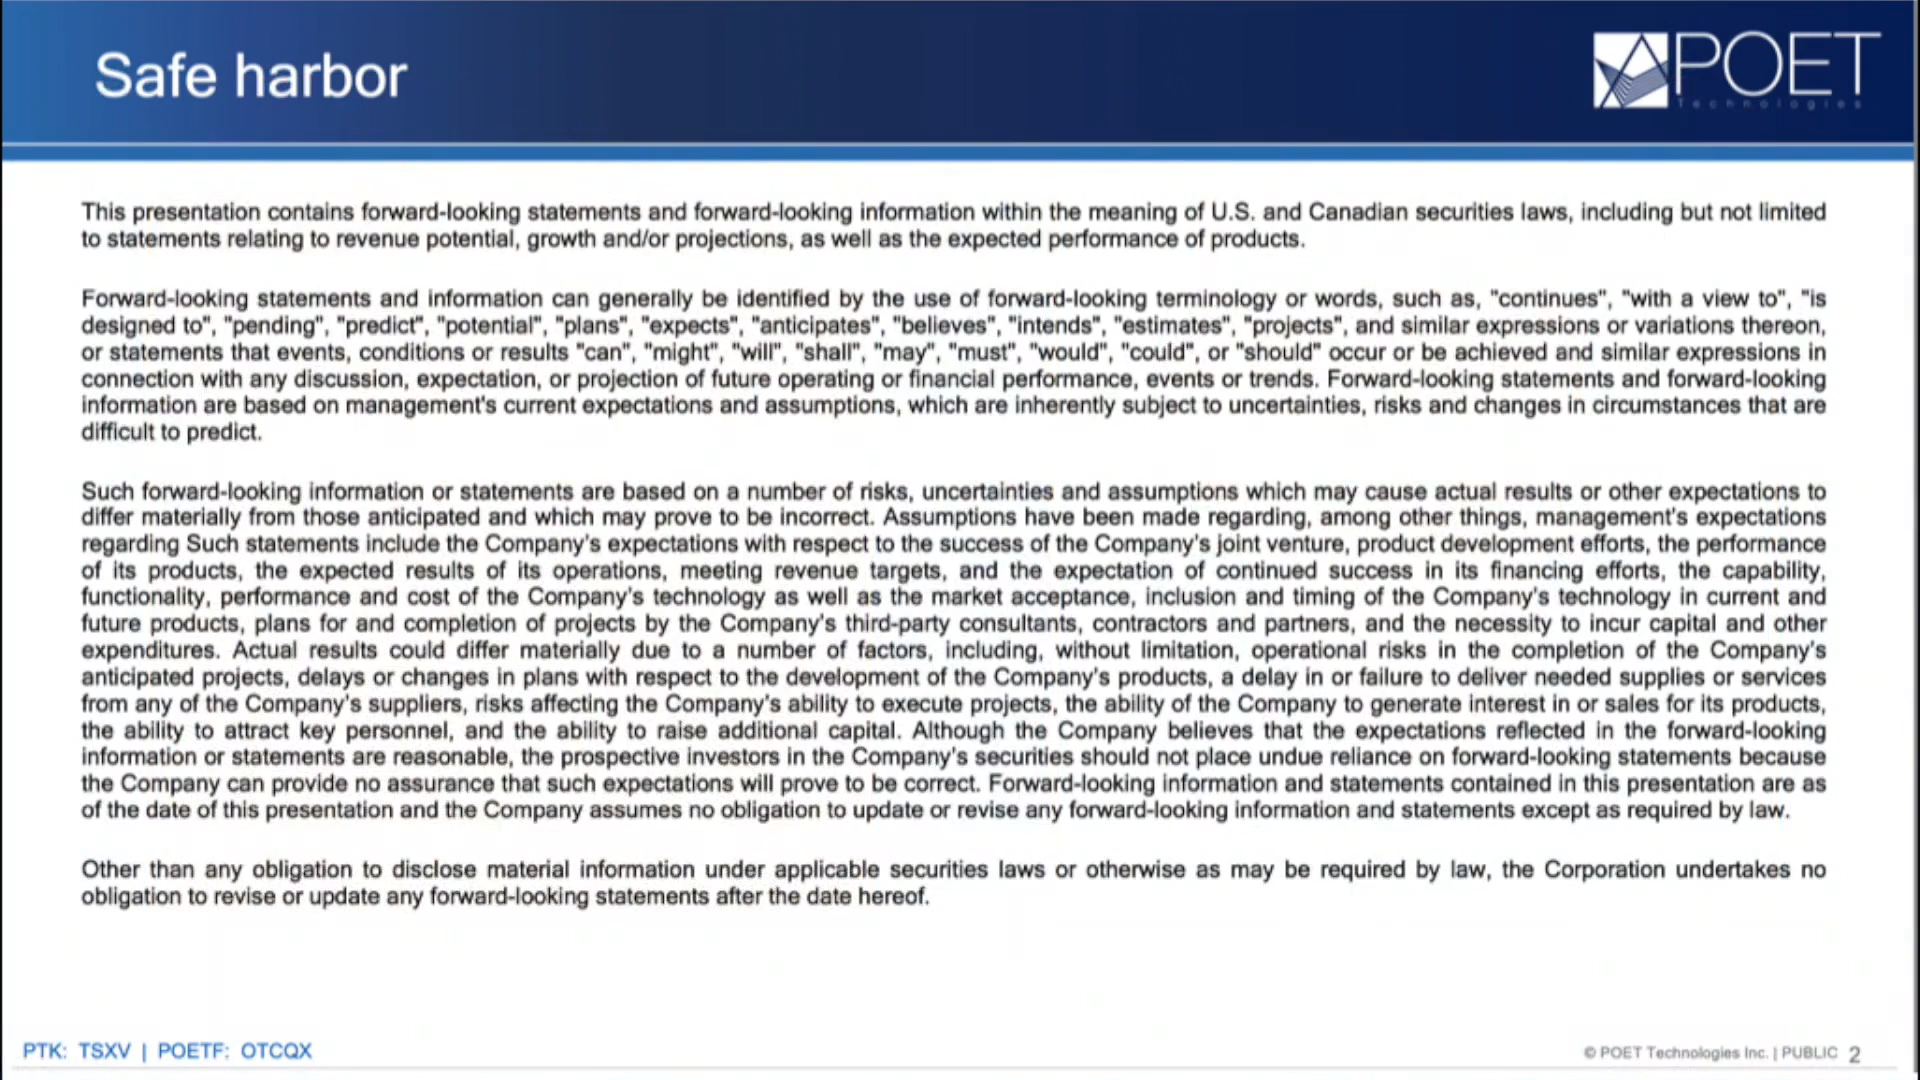 Safe harbor
POET
Technologies
This presentation contains forward-looking statements and forward-looking information within the meaning of U.S. and Canadian securities laws, including but not limited
to statements relating to revenue potential, growth and/or projections, as well as the expected performance of products.
Forward-looking statements and information can generally be identified by the use of forward-looking terminology or words, such as, "continues", "with a view to", "is
designed to", "pending", "predict", "potential", "plans", "expects", "anticipates", "believes", "intends", "estimates", "projects", and similar expressions or variations thereon,
or statements that events, conditions or results "can", "might", "will", "shall", "may", "must", "would", "could", or "should" occur or be achieved and similar expressions in
connection with any discussion, expectation, or projection of future operating or financial performance, events or trends. Forward-looking statements and forward-looking
information are based on management's current expectations and assumptions, which are inherently subject to uncertainties, risks and changes in circumstances that are
difficult to predict.
Such forward-looking information or statements are based on a number of risks, uncertainties and assumptions which may cause actual results or other expectations to
differ materially from those anticipated and which may prove to be incorrect. Assumptions have been made regarding, among other things, management's expectations
regarding Such statements include the Company's expectations with respect to the success of the Company's joint venture, product development efforts, the performance
of its products, the expected results of its operations, meeting revenue targets, and the expectation of continued success in its financing efforts, the capability,
functionality, performance and cost of the Company's technology as well as the market acceptance, inclusion and timing of the Company's technology in current and
future products, plans for and completion of projects by the Company's third-party consultants, contractors and partners, and the necessity to incur capital and other
expenditures. Actual results could differ materially due to a number of factors, including, without limitation, operational risks in the completion of the Company's
anticipated projects, delays or changes in plans with respect to the development of the Company's products, a delay in or failure to deliver needed supplies or services
from any of the Company's suppliers, risks affecting the Company's ability to execute projects, the ability of the Company to generate interest in or sales for its products,
the ability to attract key personnel, and the ability to raise additional capital. Although the Company believes that the expectations reflected in the forward-looking
information or statements are reasonable, the prospective investors in the Company's securities should not place undue reliance on forward-looking statements because
the Company can provide no assurance that such expectations will prove to be correct. Forward-looking information and statements contained in this presentation are as
of the date of this presentation and the Company assumes no obligation to update or revise any forward-looking information and statements except as required by law.
Other than any obligation to disclose material information under applicable securities laws or otherwise as may be required by law, the Corporation undertakes no
obligation to revise or update any forward-looking statements after the date hereof.
PTK: TSXV | POETF: OTCQX
© POET Technologies Inc. | PUBLIC 2